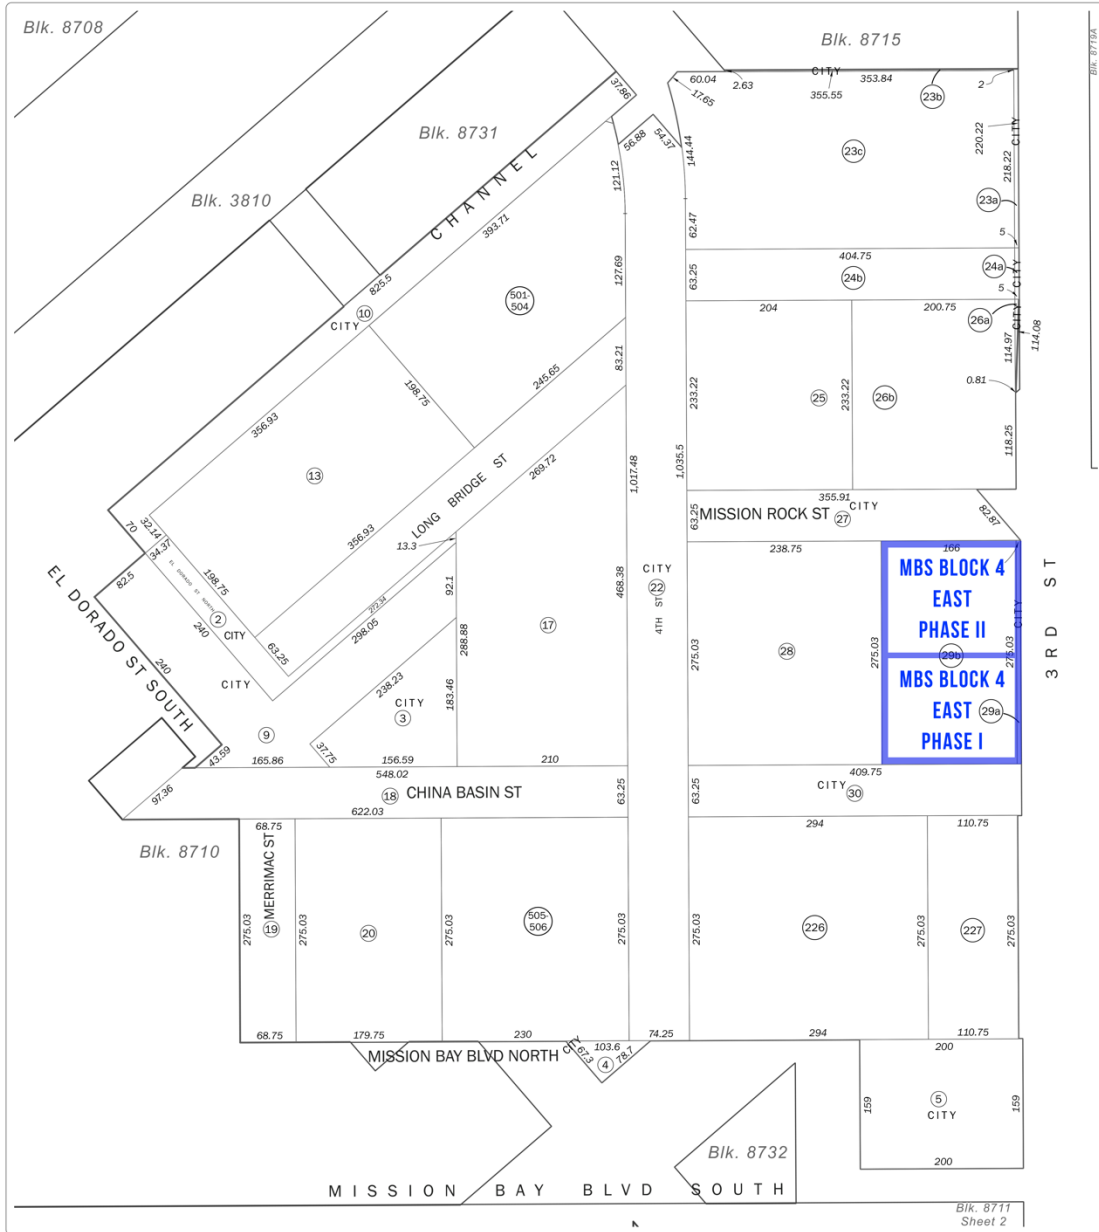 Blk. 8708
Blk. 8715
Blk. 8719A
Blk. 8731
Blk. 3810
CHANNEL
37.86
56.88
54.37
60.04
17.65
2.63
CITY
353.84
355.55
23b
2
220.22
CITY
218.22
23c
23a
5
144.44
121.12
62.47
393.71
825.5
10
CITY
501-
504
127.69
404.75
63.25
24b
24a
CITY
5
204
200.75
26a
CITY
114.97
114.08
0.81
83.21
245.65
198.75
233.22
25
233.22
26b
118.25
356.93
13
LONG BRIDGE ST
269.72
1,017.48
1,035.5
356.93
13.3
355.91
CITY
MISSION ROCK ST
27
63.25
82.87
70
32.14
34.37
82.5
EL DORADO ST NORTH
198.75
2
CITY
240
63.25
272.34
298.05
92.1
288.88
17
468.38
CITY
22
4TH ST
238.75
166
275.03
28
275.03
MBS BLOCK 4
EAST
PHASE II
CITY
275.03
29b
MBS BLOCK 4
EAST
PHASE I
29a
3RD ST
EL DORADO ST SOUTH
240
CITY
238.23
CITY
3
183.46
9
43.59
37.75
165.86
156.59
210
548.02
97.36
18
CHINA BASIN ST
622.03
63.25
63.25
409.75
CITY
30
Blk. 8710
68.75
MERRIMAC ST
275.03
19
275.03
20
275.03
505-
506
275.03
294
110.75
275.03
226
275.03
227
275.03
68.75
179.75
230
74.25
294
110.75
MISSION BAY BLVD NORTH
CITY
67.3
103.6
4
78.7
200
159
5
CITY
159
200
Blk. 8732
MISSION BAY BLVD SOUTH
Blk. 8711
Sheet 2